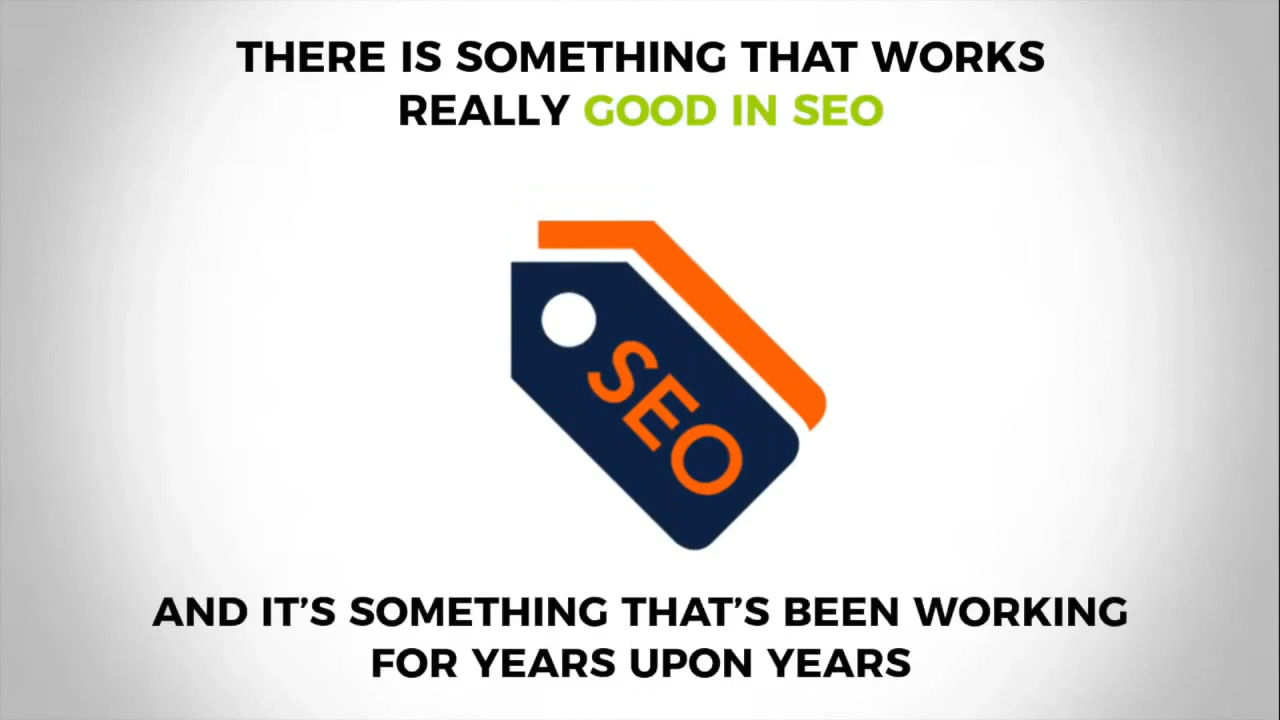 THERE IS SOMETHING THAT WORKS
REALLY GOOD IN SEO
SEO
AND IT'S SOMETHING THAT'S BEEN WORKING
FOR YEARS UPON YEARS